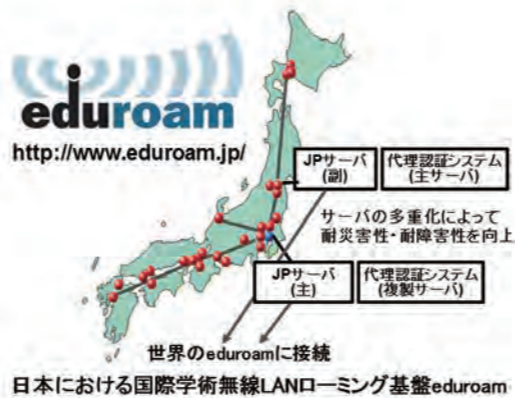 eduroam
http://www.eduroam.jp/
JPサーバ
(副)
代理認証システム
(主サーバ)
サーバの多重化によって
耐災害性・耐障害性を向上
JPサーバ
(主)
代理認証システム
(複製サーバ)
世界のeduroamに接続
日本における国際学術無線LANローミング基盤eduroam